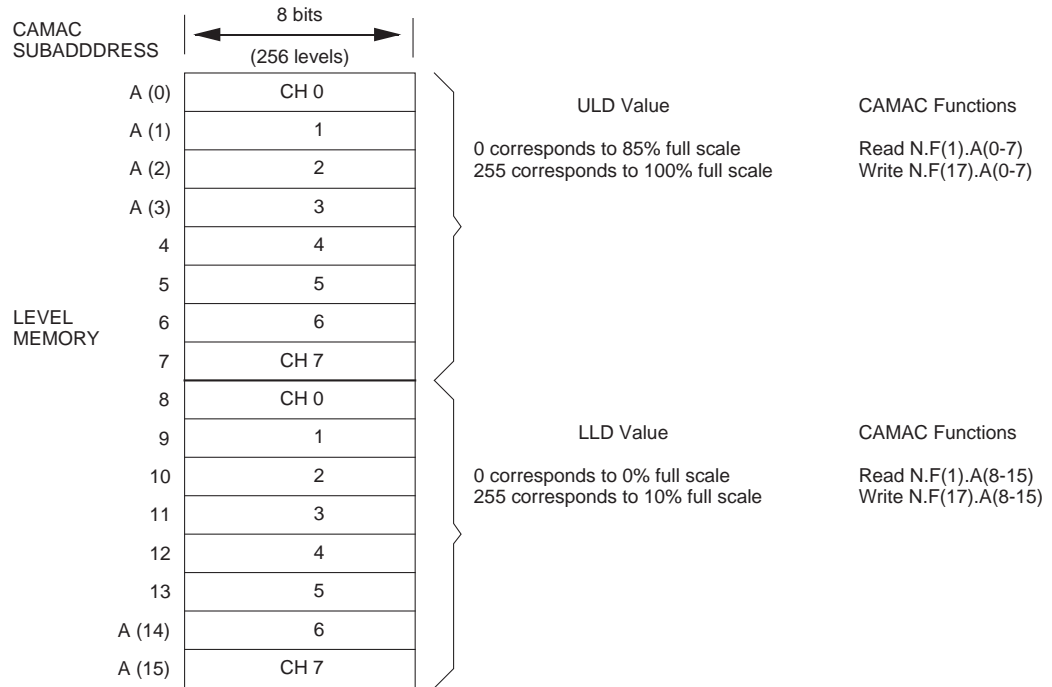 CAMAC
SUBADDDRESS
8 bits
(256 levels)
A (0) CH 0
A (1) 1
A (2) 2
A (3) 3
4 4
5 5
LEVEL
MEMORY
6 6
7 CH 7
ULD Value
0 corresponds to 85% full scale
255 corresponds to 100% full scale
CAMAC Functions
Read N.F(1).A(0-7)
Write N.F(17).A(0-7)
8 CH 0
9 1
10 2
11 3
12 4
13 5
A (14) 6
A (15) CH 7
LLD Value
0 corresponds to 0% full scale
255 corresponds to 10% full scale
CAMAC Functions
Read N.F(1).A(8-15)
Write N.F(17).A(8-15)